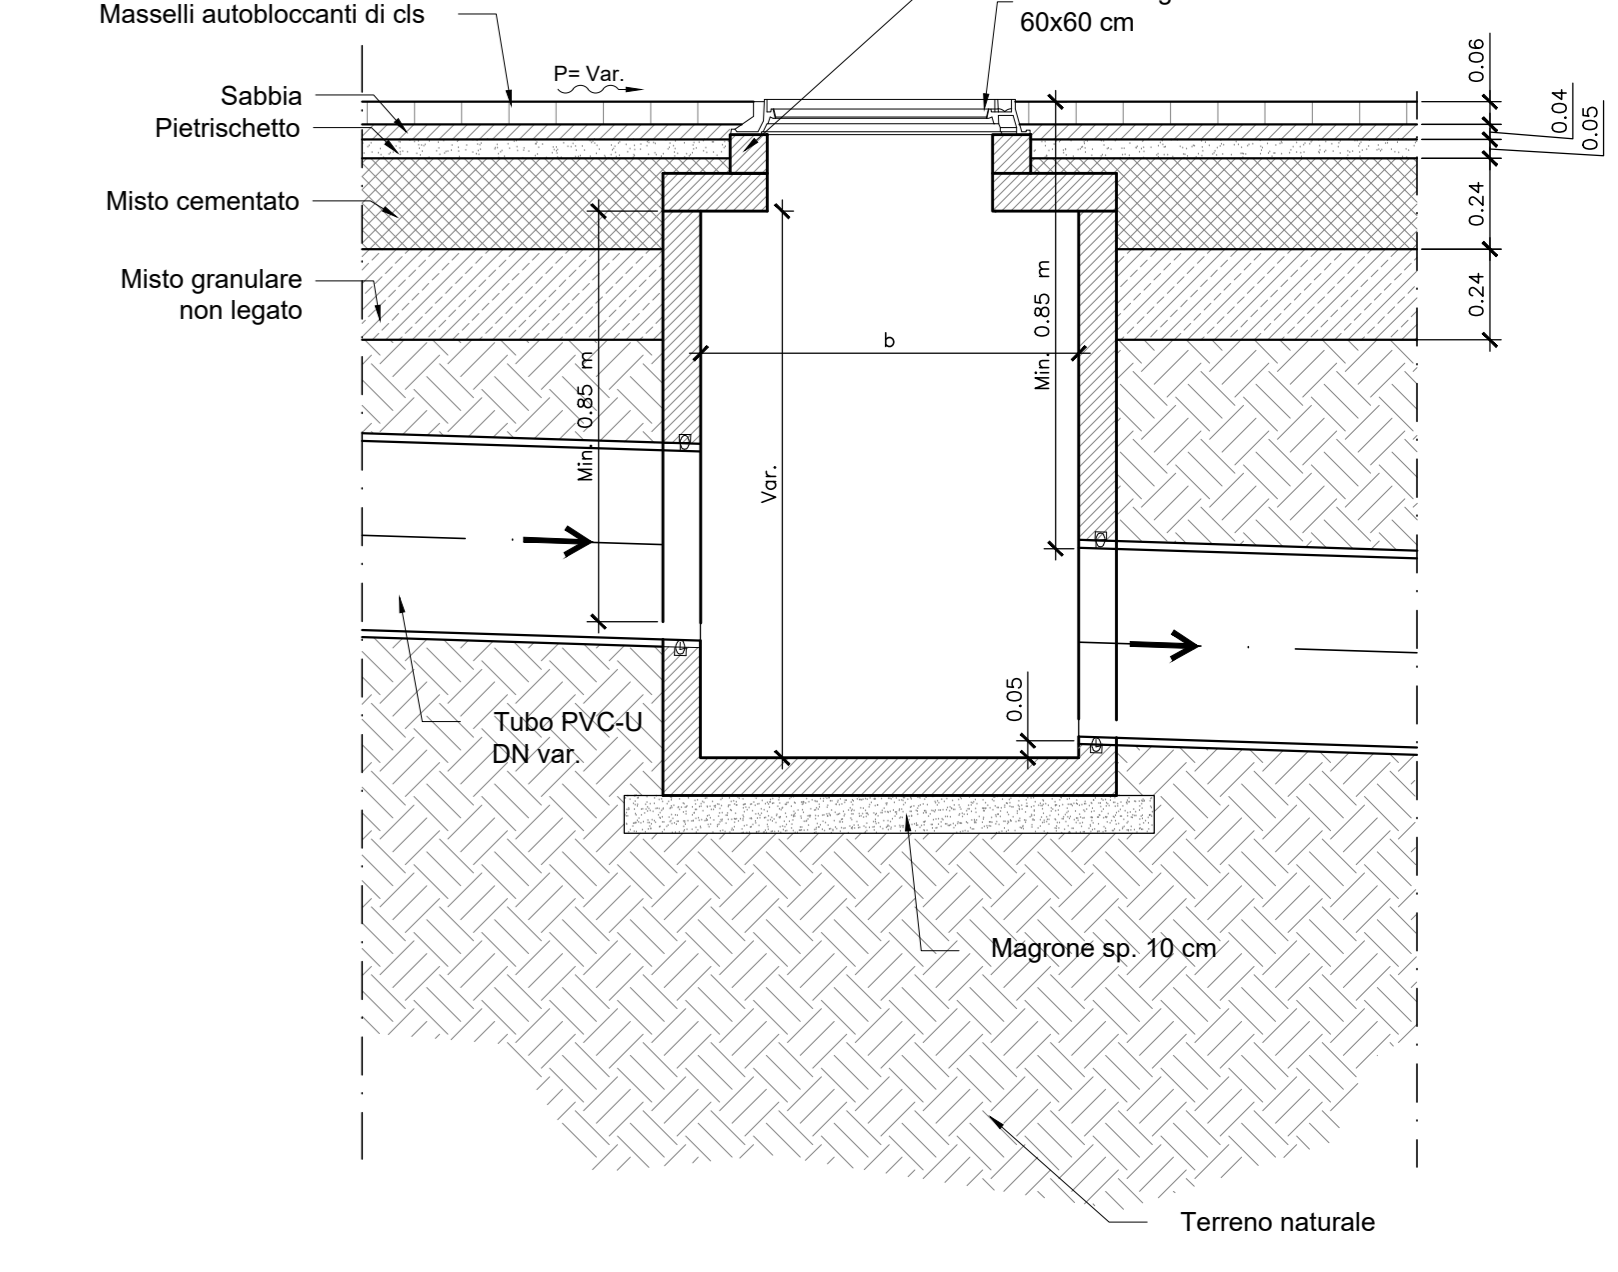 Masselli autobloccanti di cls
60x60 cm
0.06
P= Var.
Sabbia
0.04
0.05
Pietrischetto
Misto cementato
0.24
Misto granulare
non legato
0.24
Min. 0.85 m
b
Min. 0.85 m
Var.
0.05
Tubo PVC-U
DN var.
Magrone sp. 10 cm
Terreno naturale